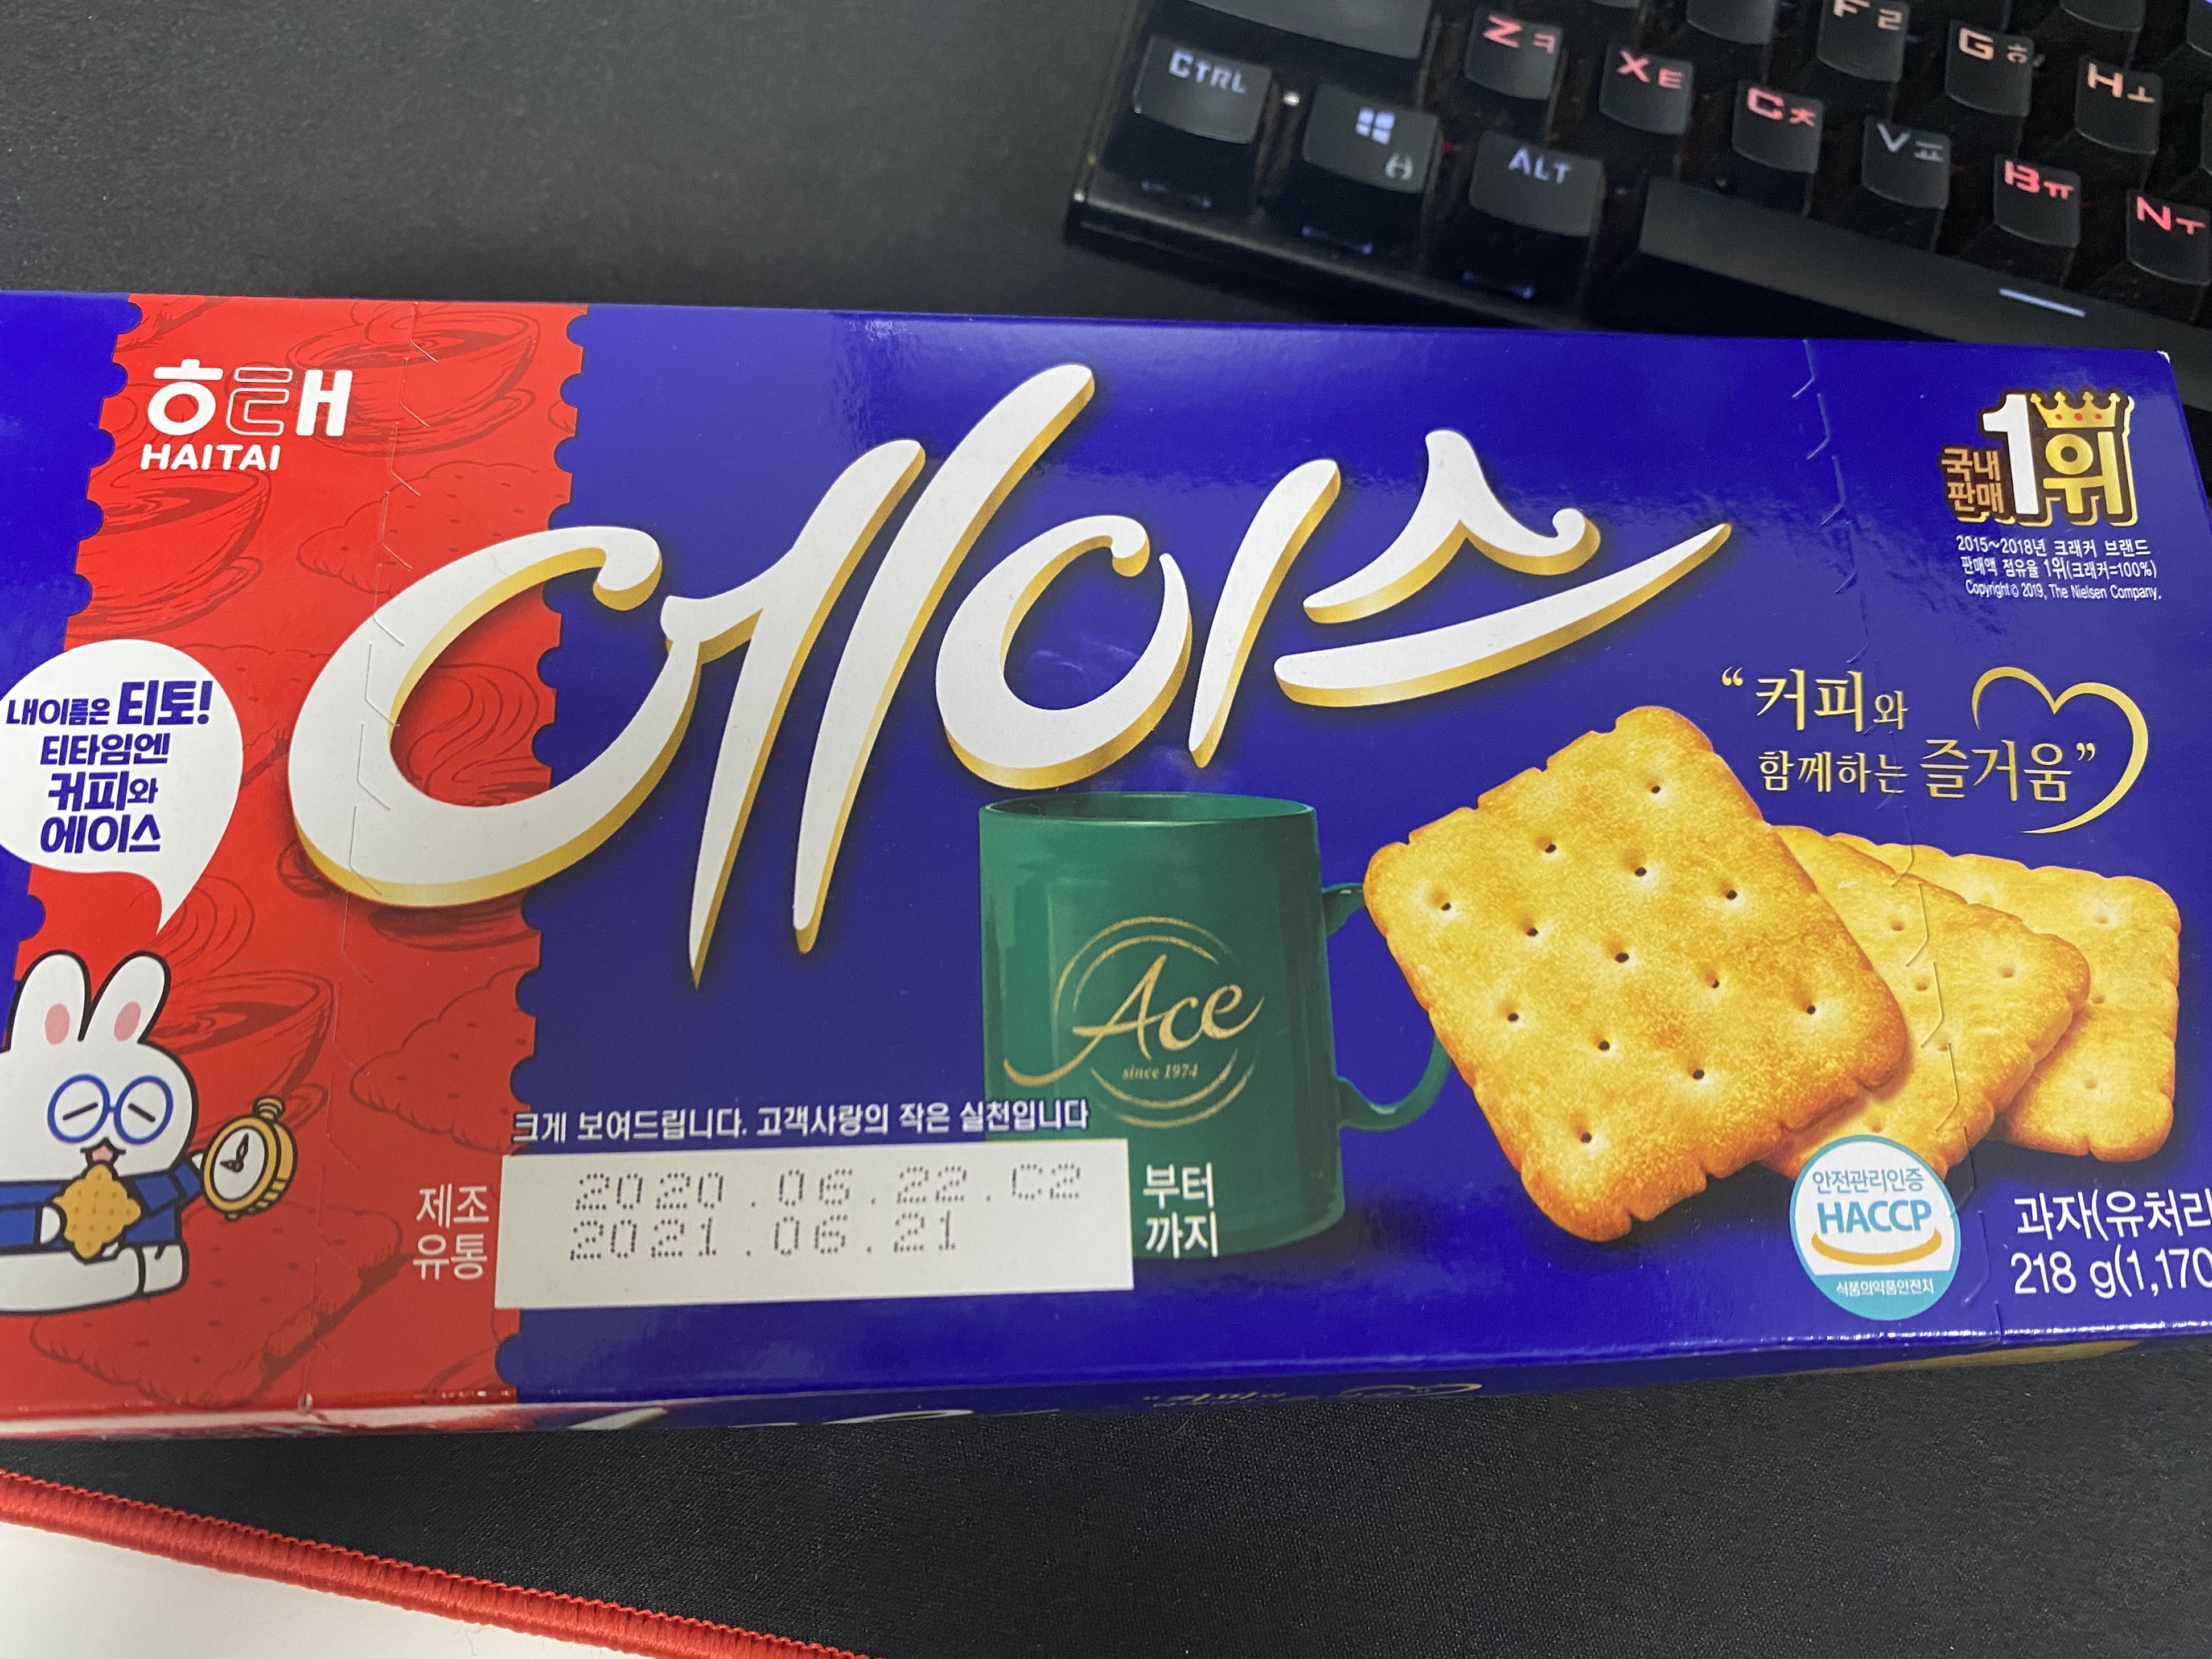 CTRL
Z ㅋ
X ㅌ
F ㄹ
G ㅎ
C ㅊ
H ㅗ
ALT
V ㅍ
B ㅠ
N ㅜ
해태
HAITAI
에이스
국내
판매
1위
2015~2018년 크래커 브랜드
판매액 점유율 1위(크래커=100%)
Copyright© 2019, The Nielsen Company.
내이름은 티토!
티타임엔
커피와
에이스
“커피와
함께하는 즐거움”
Ace
since 1974
크게 보여드립니다. 고객사랑의 작은 실천입니다
제조 2020.06.22.C2 부터
유통 2021.06.21 까지
안전관리인증
HACCP
식품의약품안전처
과자(유처리
218 g(1,170